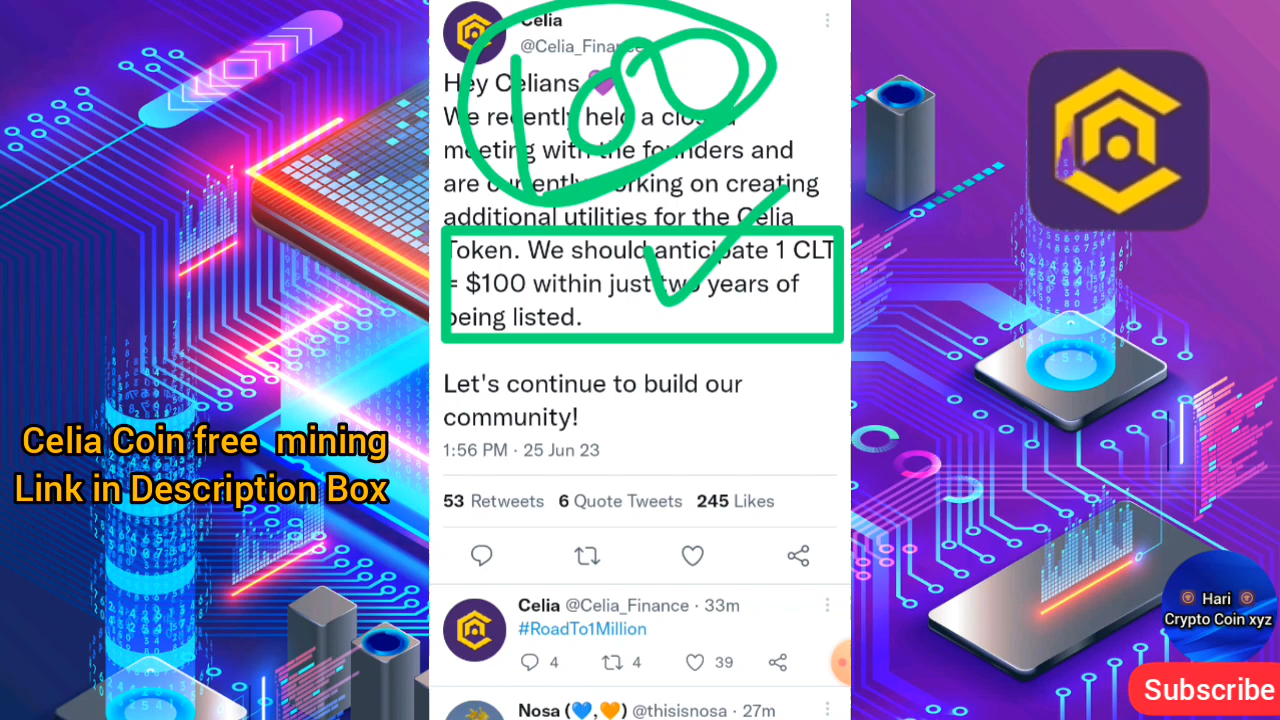 Celia
@Celia_Finance
Hey Celians 💜
We recently held a closed
meeting with the founders and
are currently working on creating
additional utilities for the Celia
Token. We should anticipate 1 CLT
= $100 within just two years of
being listed.
Let's continue to build our
community!
1:56 PM · 25 Jun 23
53 Retweets 6 Quote Tweets 245 Likes
Celia @Celia_Finance · 33m
#RoadTo1Million
4 4 39
Nosa (💙,🧡) @thisisnosa · 27m
Celia Coin free mining
Link in Description Box
Hari
Crypto Coin xyz
Subscribe